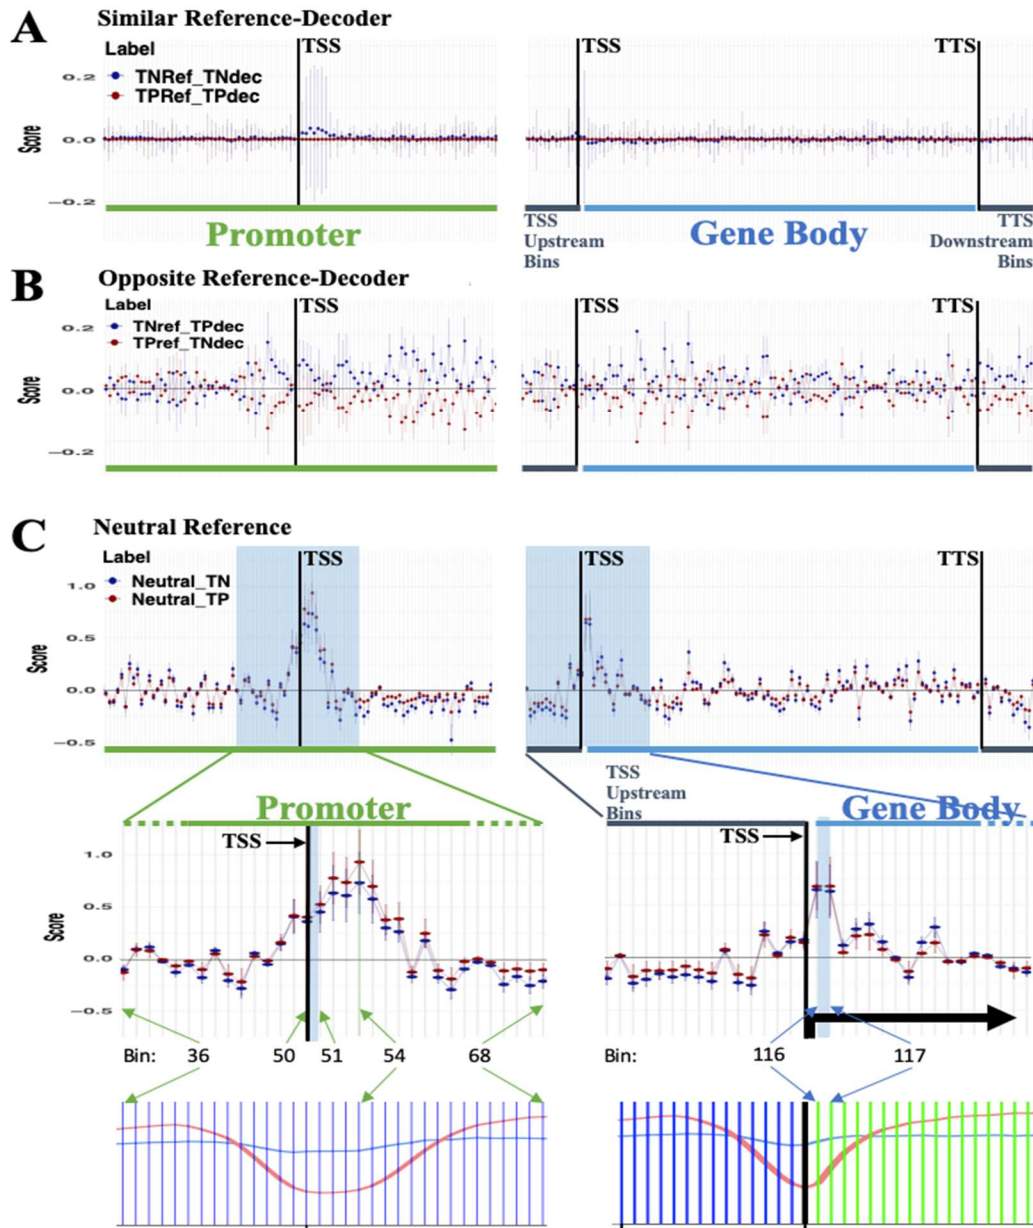 A Similar Reference-Decoder
Label
TNRef_TNdec
TPRef_TPdec
TSS
TSS
TTS
Score
0.2
0.0
−0.2
Promoter
TSS
Upstream
Bins
Gene Body
TTS
Downstream
Bins
B Opposite Reference-Decoder
Label
TNref_TPdec
TPref_TNdec
TSS
TSS
TTS
Score
0.2
0.0
−0.2
C Neutral Reference
Label
Neutral_TN
Neutral_TP
TSS
TSS
TTS
Score
1.0
0.5
0.0
−0.5
TSS
Upstream
Bins
Promoter
Gene Body
TSS
TSS
Score
1.0
0.5
0.0
−0.5
Bin: 36 50 51 54 68
Bin: 116 117